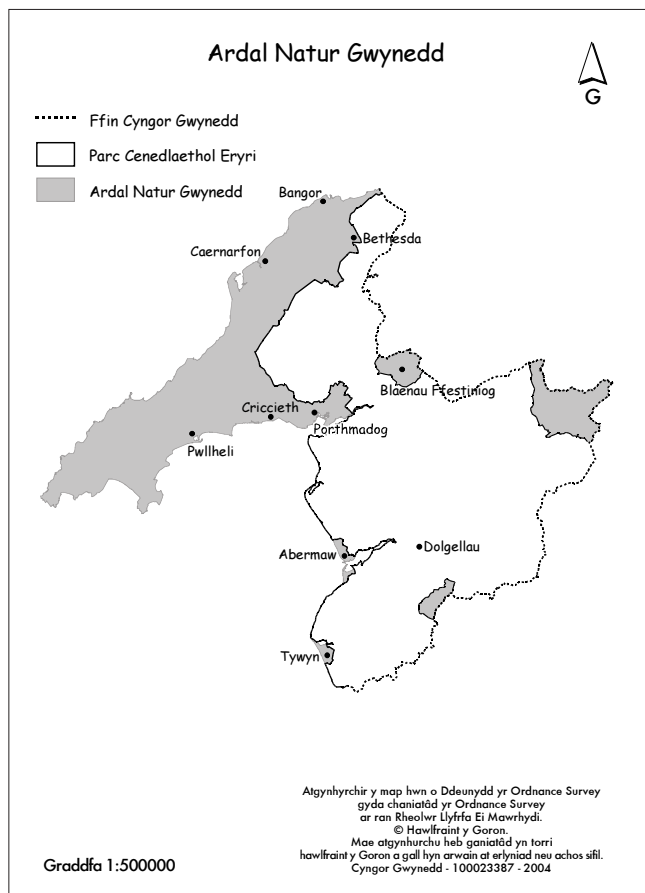 Ardal Natur Gwynedd
G
Ffin Cyngor Gwynedd
Parc Cenedlaethol Eryri
Ardal Natur Gwynedd
Bangor
Bethesda
Caernarfon
Blaenau Ffestiniog
Criccieth
Porthmadog
Pwllheli
Abermaw
Dolgellau
Tywyn
Atgynhyrchir y map hwn o Ddeunydd yr Ordnance Survey
gyda chaniatâd yr Ordnance Survey
ar ran Rheolwr Llyfrfa Ei Mawrhydi.
© Hawlfraint y Goron.
Mae atgynhurchu heb ganiatâd yn torri
hawlfraint y Goron a gall hyn arwain at erlyniad neu achos sifil.
Cyngor Gwynedd - 100023387 - 2004
Graddfa 1:500000